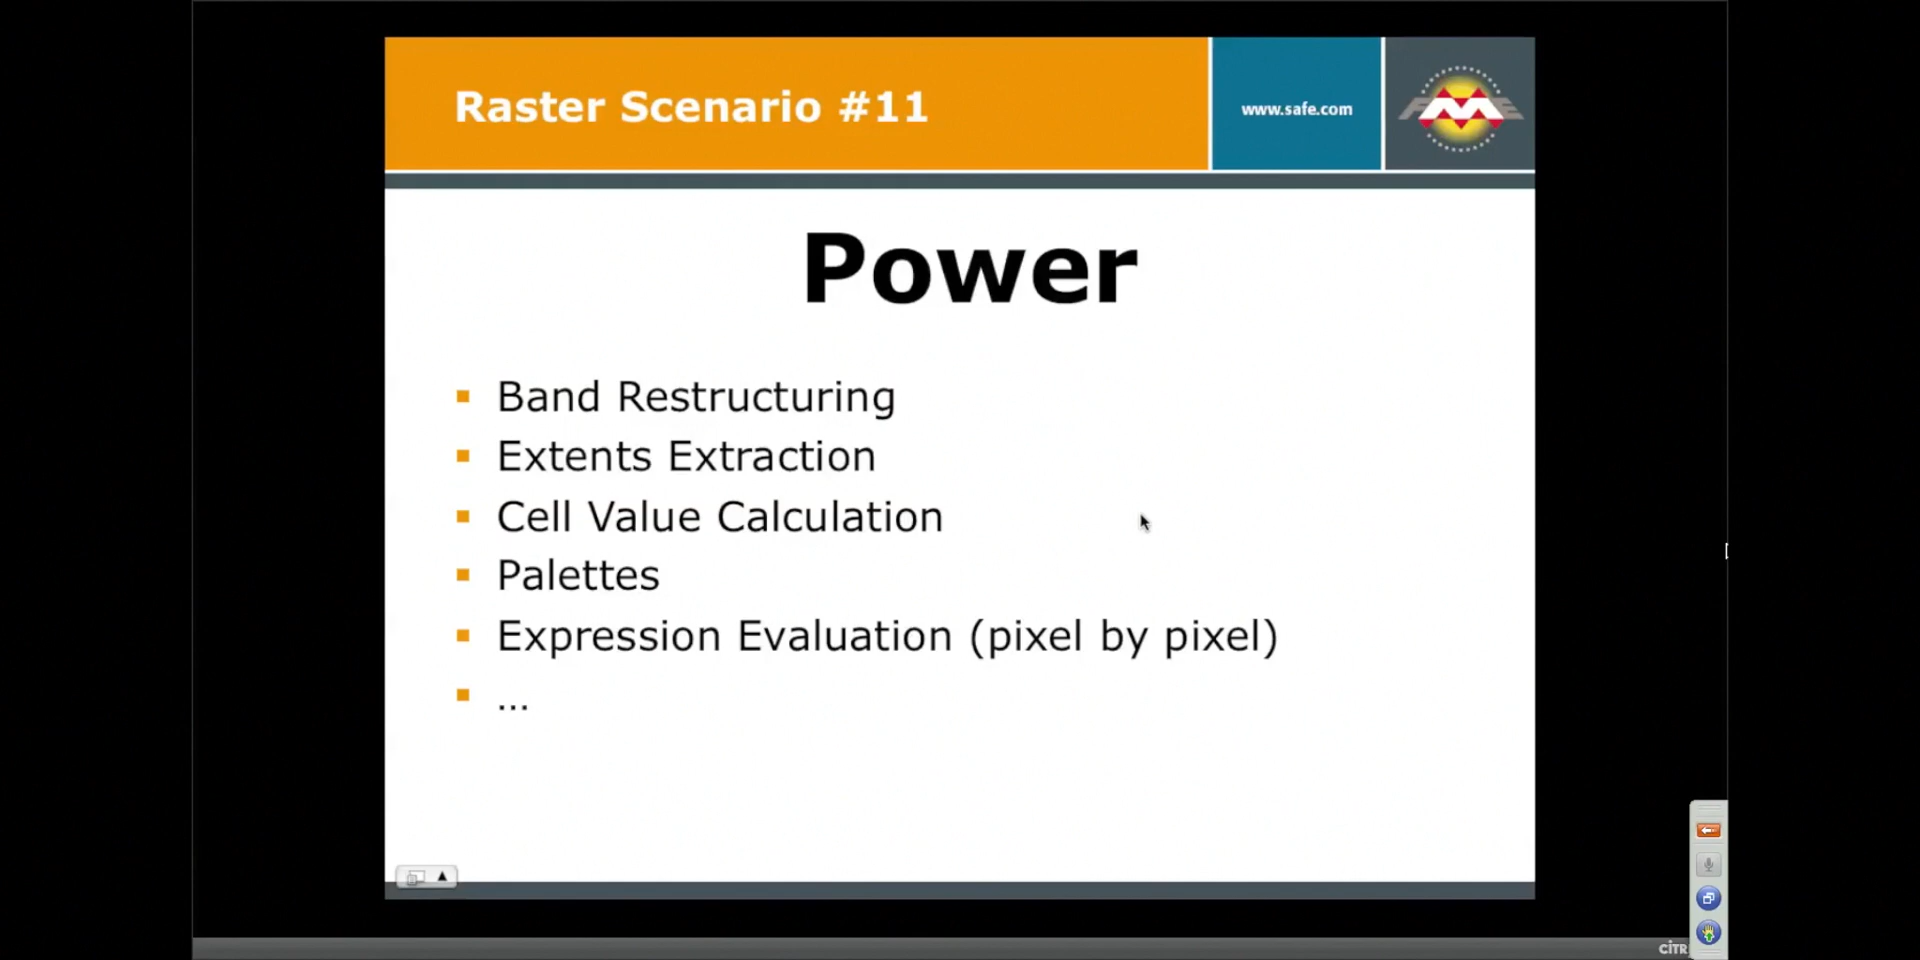 Raster Scenario #11
www.safe.com
FME
Power
Band Restructuring
Extents Extraction
Cell Value Calculation
Palettes
Expression Evaluation (pixel by pixel)
...